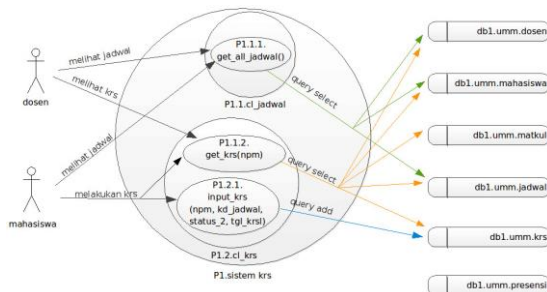 dosen
mahasiswa
melihat jadwal
melihat krs
melihat jadwal
melakukan krs
P1.1.1.
get_all_jadwal()
P1.1.cl_jadwal
P1.1.2.
get_krs(npm)
P1.2.1.
input_krs
(npm, kd_jadwal,
status_2, tgl_krsl)
P1.2.cl_krs
P1.sistem krs
query select
query select
query add
db1.umm.dosen
db1.umm.mahasiswa
db1.umm.matkul
db1.umm.jadwal
db1.umm.krs
db1.umm.presensi